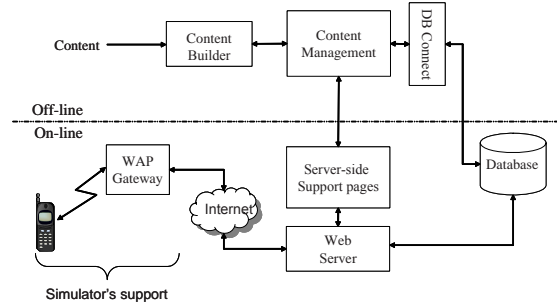 Content
Content
Builder
Content
Management
DB Connect
Off-line
On-line
WAP
Gateway
Internet
Server-side
Support pages
Database
Web
Server
Simulator's support